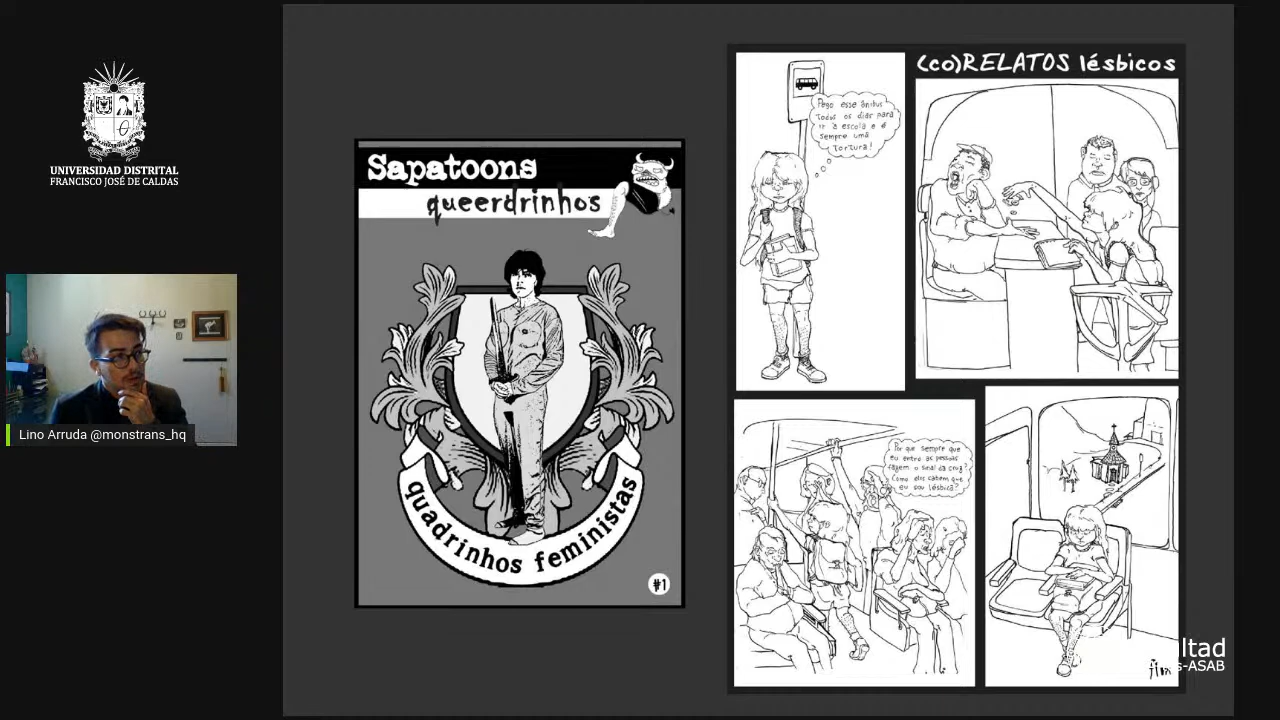 UNIVERSIDAD DISTRITAL
FRANCISCO JOSÉ DE CALDAS
Lino Arruda @monstrans_hq
Sapatoons
queerdrinhos
quadrinhos feministas
#1
(co)RELATOS lésbicos
Pego esse ônibus
todos os dias para
ir à escola e é
sempre uma
tortura!
Por que sempre que
eu entro as pessoas
fazem o sinal da cruz?
Como eles sabem que
eu sou lésbica?
ltad
-ASAB